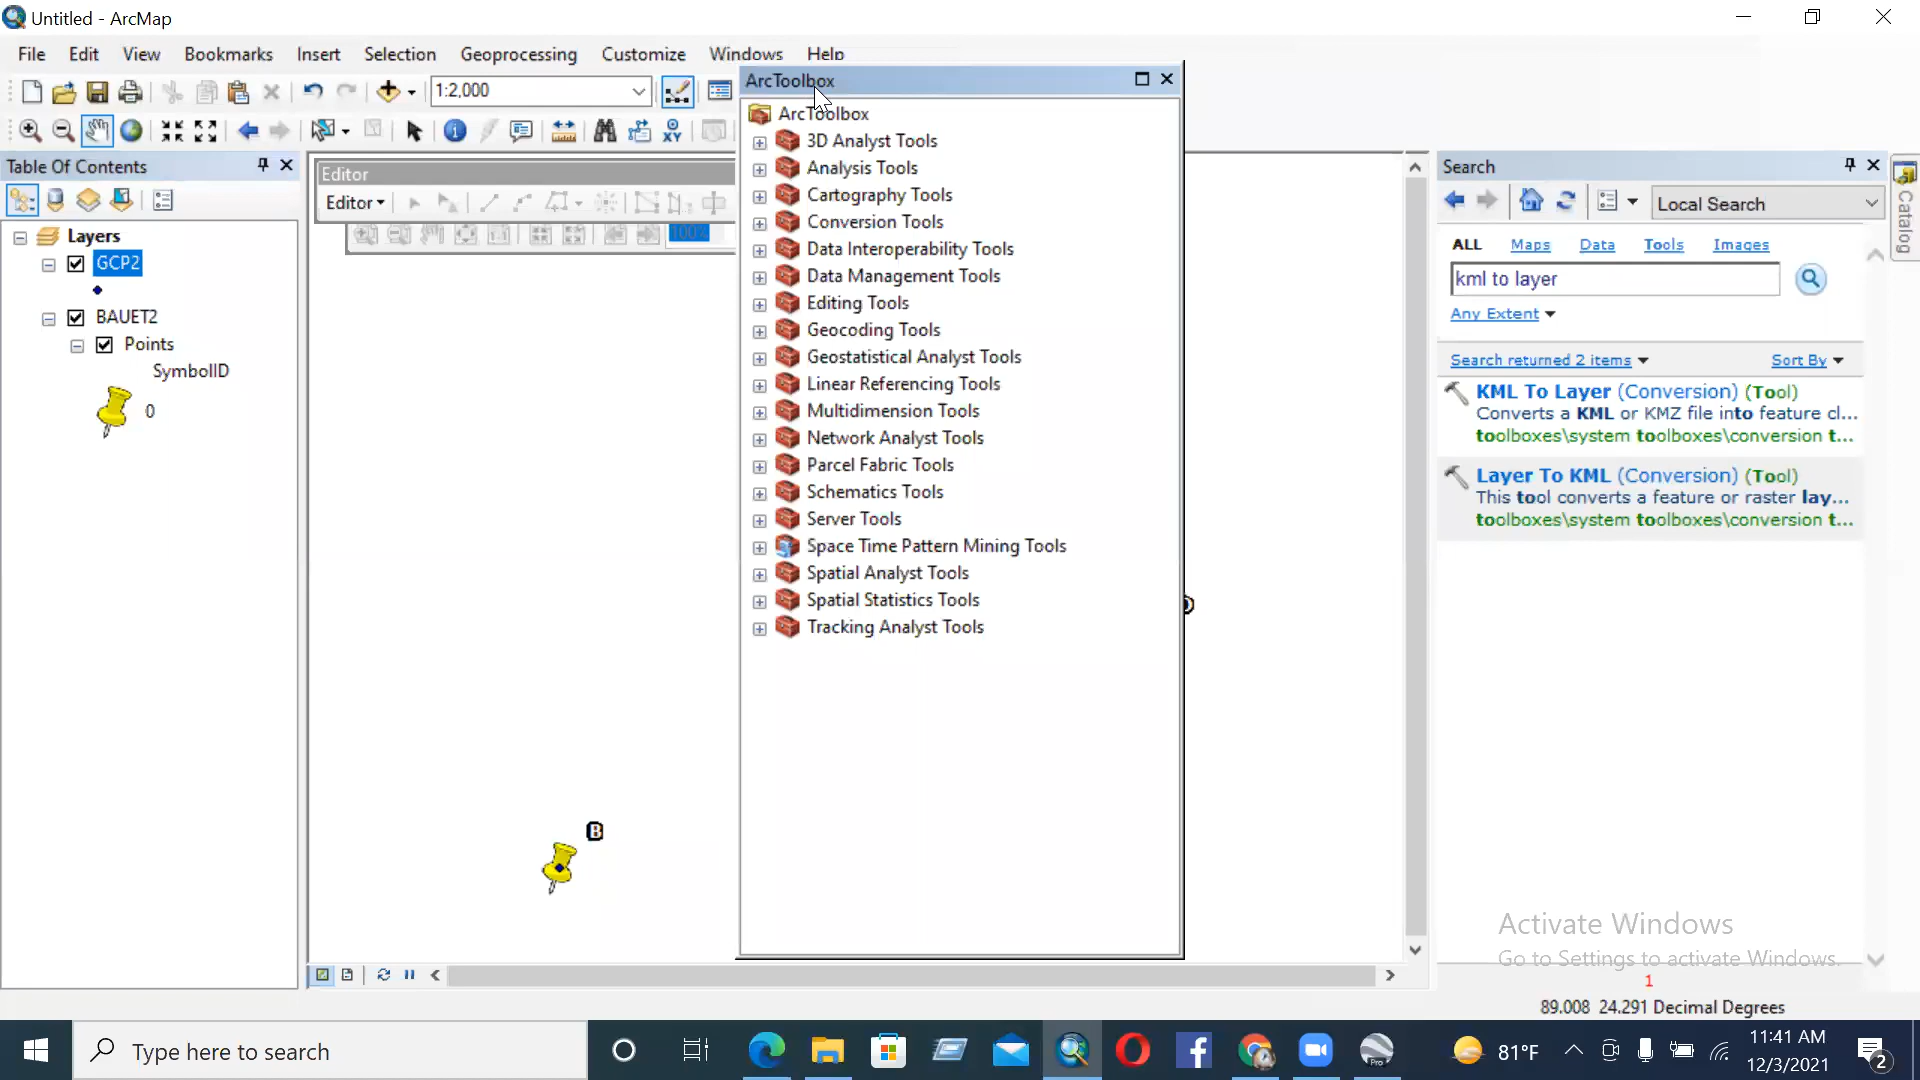 Untitled - ArcMap
File Edit View Bookmarks Insert Selection Geoprocessing Customize Windows Help
1:2,000
Table Of Contents
Layers
GCP2
BAUET2
Points
SymbolID
0
Editor
Editor
100%
B
ArcToolbox
ArcToolbox
3D Analyst Tools
Analysis Tools
Cartography Tools
Conversion Tools
Data Interoperability Tools
Data Management Tools
Editing Tools
Geocoding Tools
Geostatistical Analyst Tools
Linear Referencing Tools
Multidimension Tools
Network Analyst Tools
Parcel Fabric Tools
Schematics Tools
Server Tools
Space Time Pattern Mining Tools
Spatial Analyst Tools
Spatial Statistics Tools
Tracking Analyst Tools
Search
Local Search
ALL Maps Data Tools Images
kml to layer
Any Extent
Search returned 2 items Sort By
KML To Layer (Conversion) (Tool)
Converts a KML or KMZ file into feature cl...
toolboxes\system toolboxes\conversion t...
Layer To KML (Conversion) (Tool)
This tool converts a feature or raster lay...
toolboxes\system toolboxes\conversion t...
Catalog
Activate Windows
Go to Settings to activate Windows.
1
89.008 24.291 Decimal Degrees
Type here to search
Pro
81°F
11:41 AM
12/3/2021
2